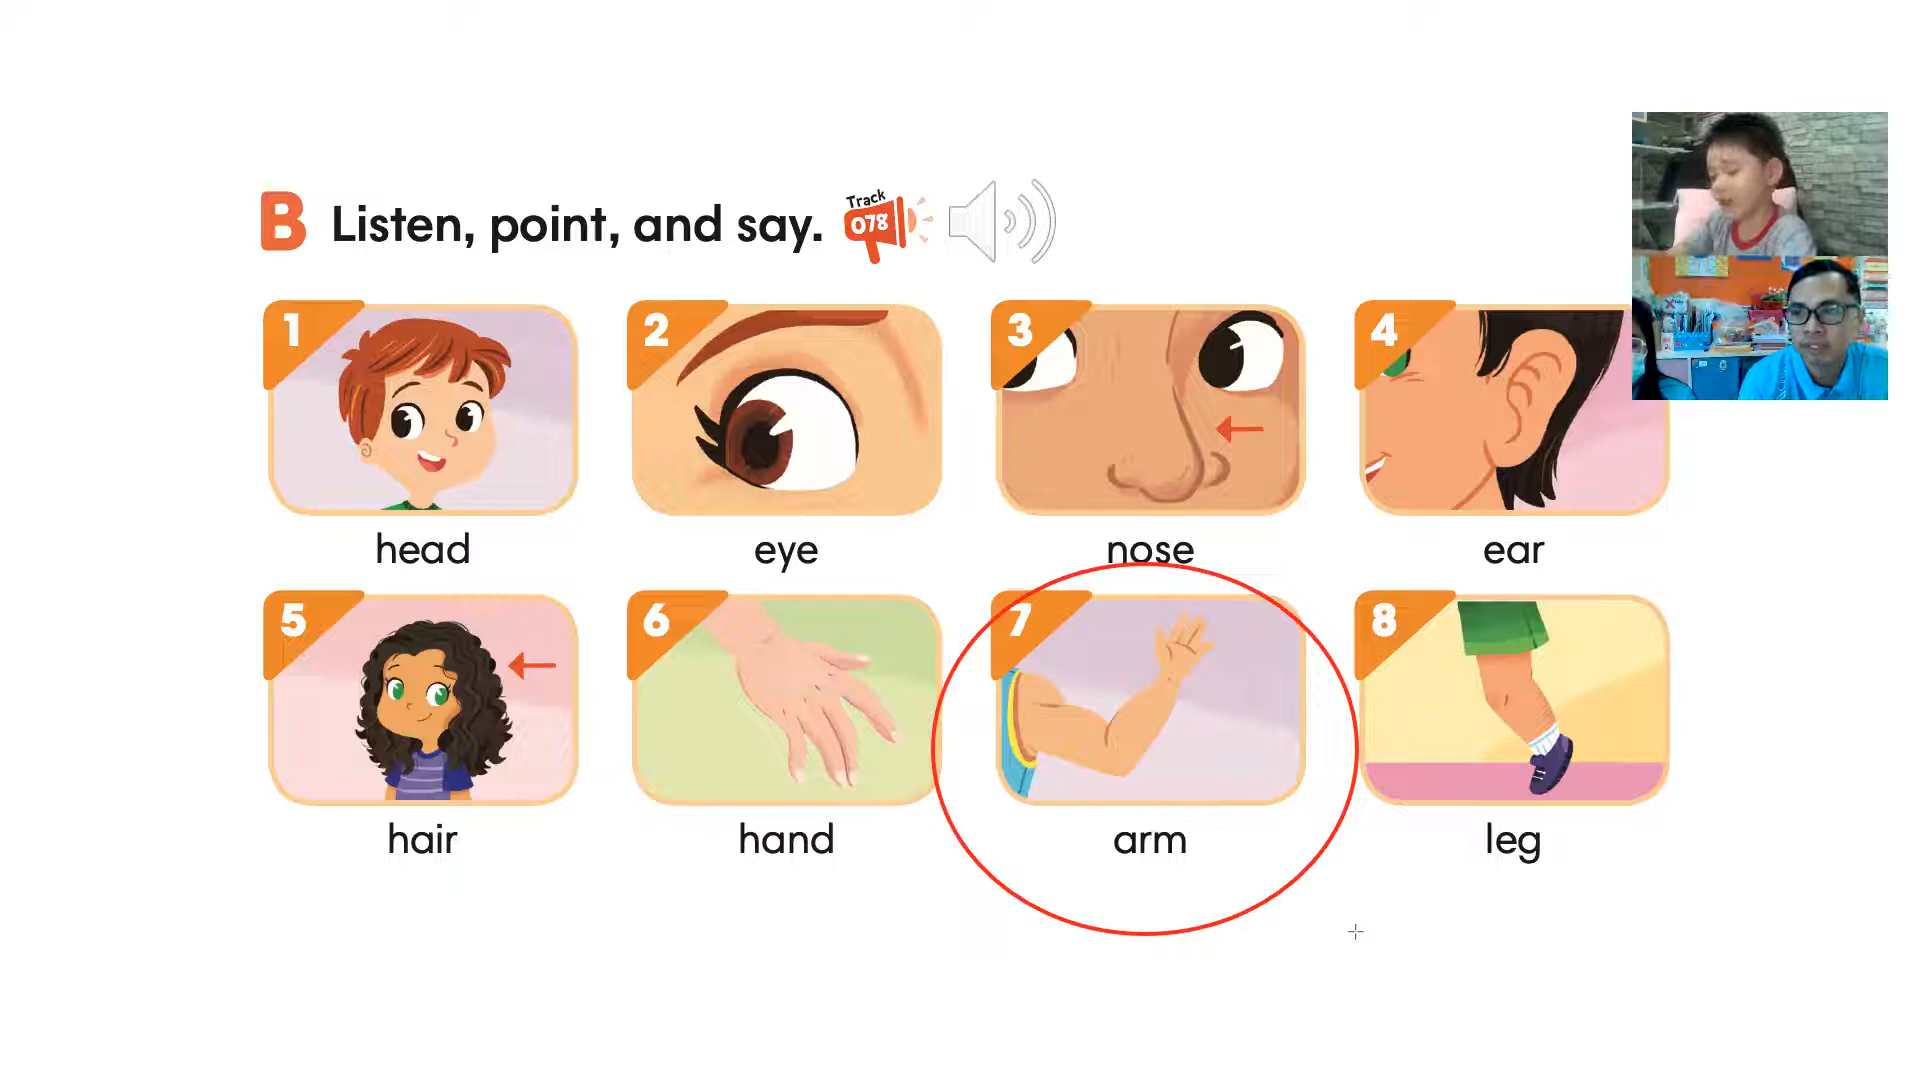 B Listen, point, and say. Track 078
1 2 3 4
head eye nose ear
5 6 7 8
hair hand arm leg